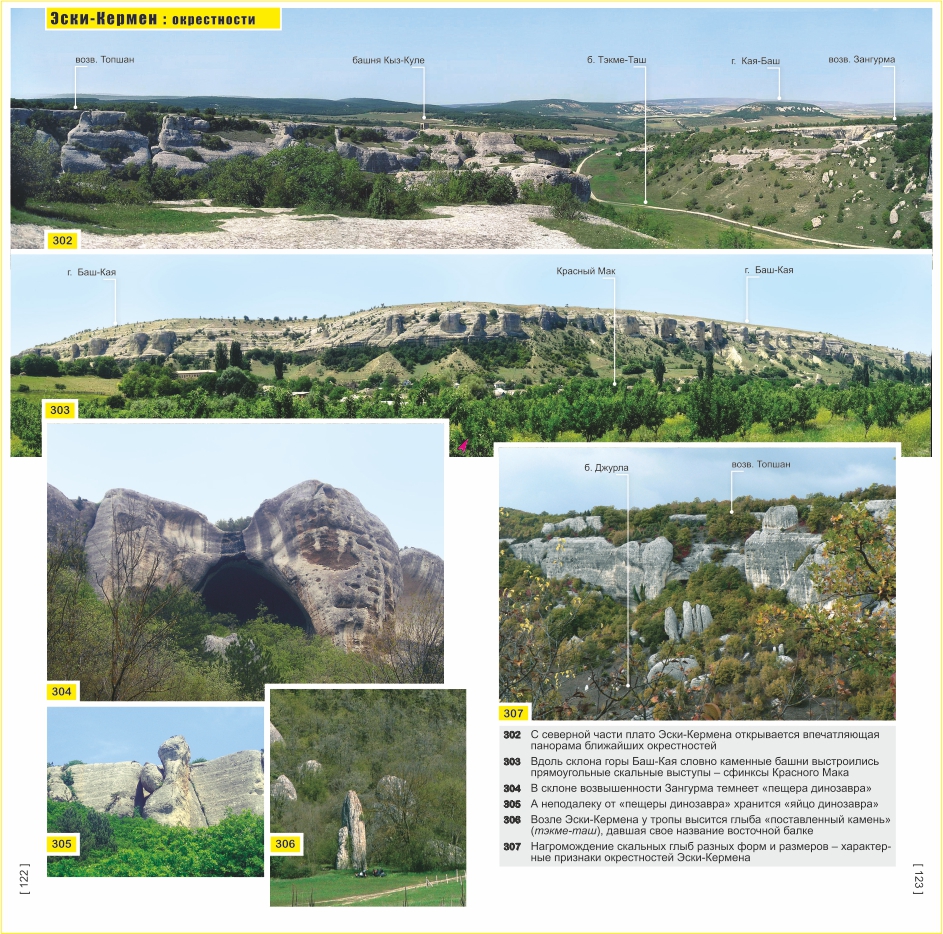 Эски-Кермен : окрестности
возв. Топшан
башня Кыз-Куле
б. Тэкме-Таш
г. Кая-Баш
возв. Зангурма
302
г. Баш-Кая
Красный Мак
г. Баш-Кая
303
304
б. Джурла
возв. Топшан
307
305
306
302 С северной части плато Эски-Кермена открывается впечатляющая
панорама ближайших окрестностей
303 Вдоль склона горы Баш-Кая словно каменные башни выстроились
прямоугольные скальные выступы – сфинксы Красного Мака
304 В склоне возвышенности Зангурма темнеет «пещера динозавра»
305 А неподалеку от «пещеры динозавра» хранится «яйцо динозавра»
306 Возле Эски-Кермена у тропы высится глыба «поставленный камень»
(тэкме-таш), давшая свое название восточной балке
307 Нагромождение скальных глыб разных форм и размеров – характер-
ные признаки окрестностей Эски-Кермена
[ 122 ]
[ 123 ]